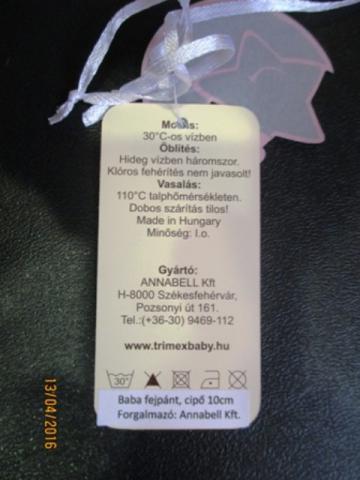 Mosás:
30°C-os vízben
Öblítés:
Hideg vízben háromszor.
Klóros fehérítés nem javasolt!
Vasalás:
110°C talphőmérsékleten.
Dobos szárítás tilos!
Made in Hungary
Minőség: I.o.
Gyártó:
ANNABELL Kft
H-8000 Székesfehérvár,
Pozsonyi út 161.
Tel.:(+36-30) 9469-112
www.trimexbaby.hu
30°
Baba fejpánt, cipő 10cm
Forgalmazó: Annabell Kft.
13/04/2016